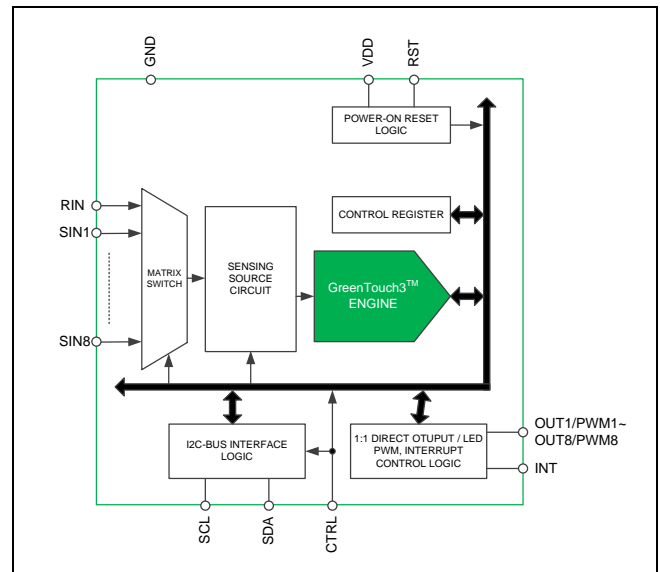 GND
VDD
RST
POWER-ON RESET
LOGIC
RIN
SIN1
SIN8
MATRIX
SWITCH
SENSING
SOURCE
CIRCUIT
CONTROL REGISTER
GreenTouch3TM
ENGINE
I2C-BUS INTERFACE
LOGIC
1:1 DIRECT OTUPUT / LED
PWM, INTERRUPT
CONTROL LOGIC
OUT1/PWM1~
OUT8/PWM8
INT
SCL
SDA
CTRL